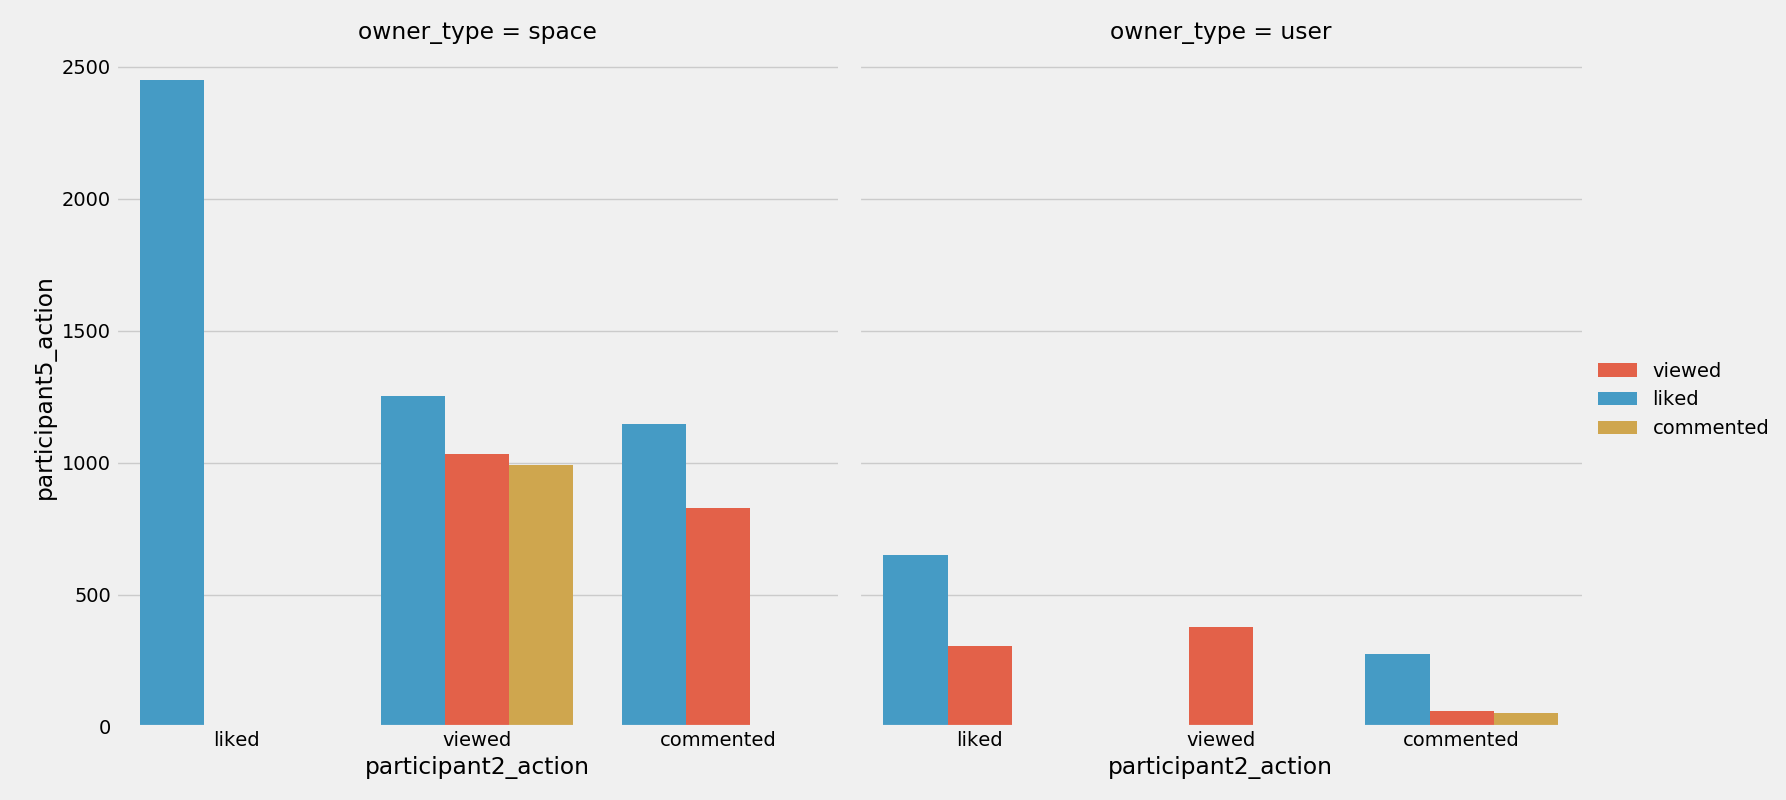 owner_type = space
owner_type = user
participant5_action
2500
2000
1500
1000
500
0
liked
viewed
commented
participant2_action
liked
viewed
commented
participant2_action
viewed
liked
commented